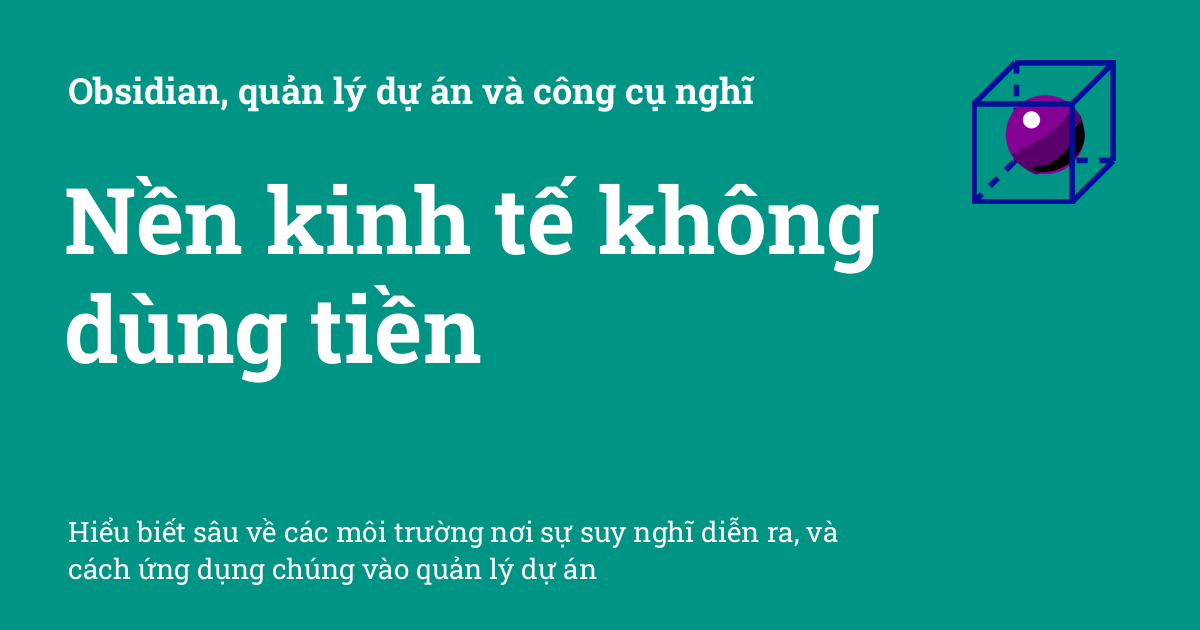 Obsidian, quản lý dự án và công cụ nghĩ
Nền kinh tế không
dùng tiền
Hiểu biết sâu về các môi trường nơi sự suy nghĩ diễn ra, và
cách ứng dụng chúng vào quản lý dự án